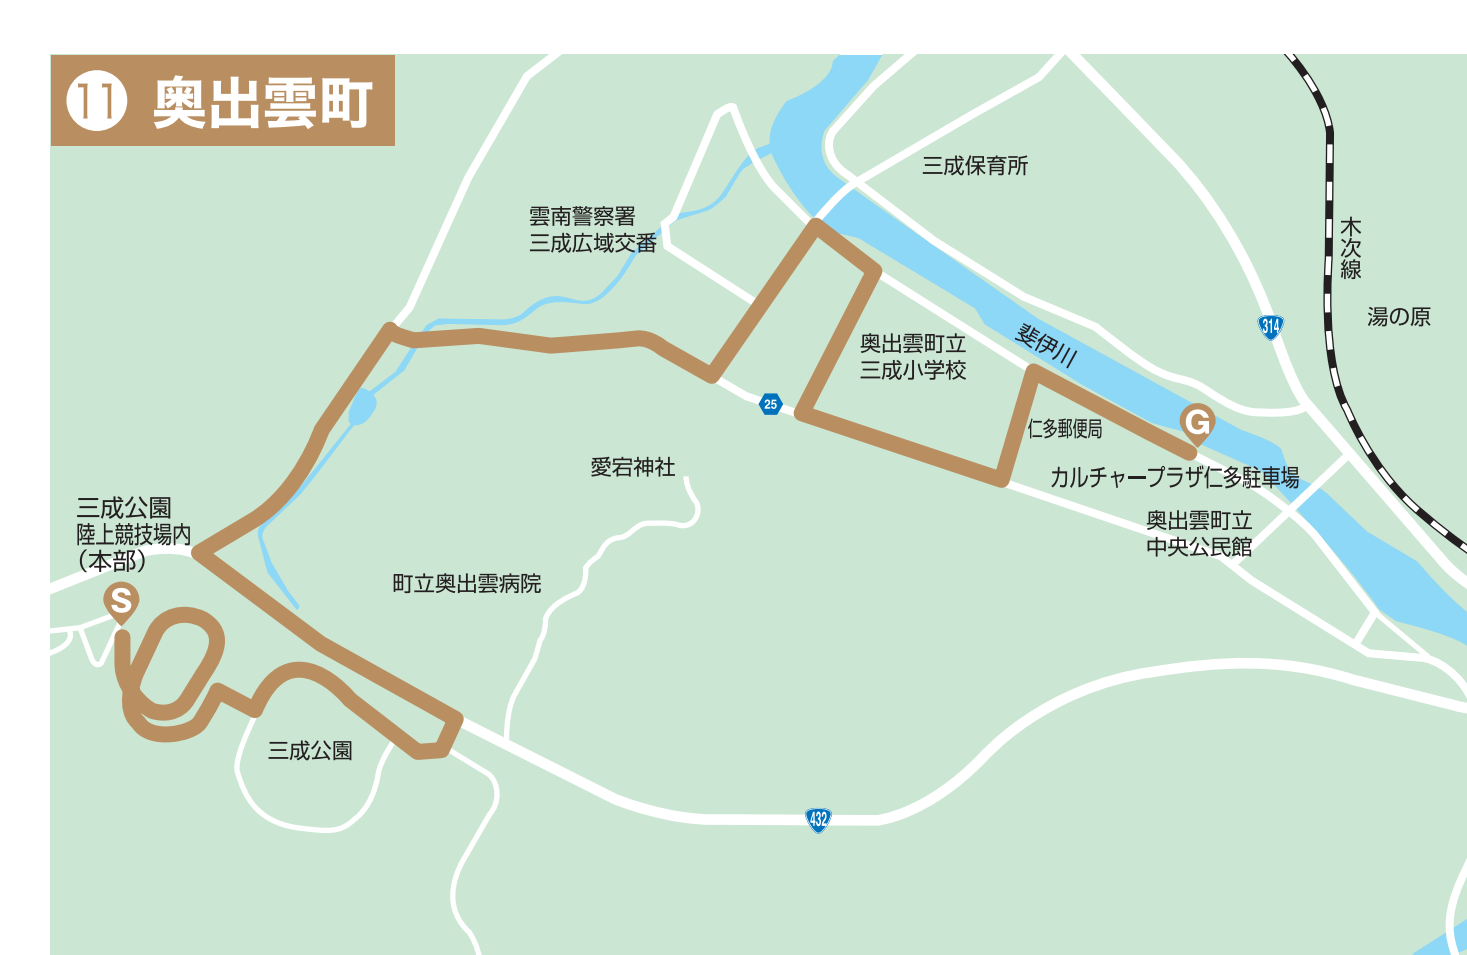 11 奥出雲町
三成保育所
雲南警察署
三成広域交番
木次線
湯の原
314
斐伊川
奥出雲町立
三成小学校
25
G
仁多郵便局
愛宕神社
カルチャープラザ仁多駐車場
三成公園
陸上競技場内
（本部）
奥出雲町立
中央公民館
町立奥出雲病院
S
三成公園
432